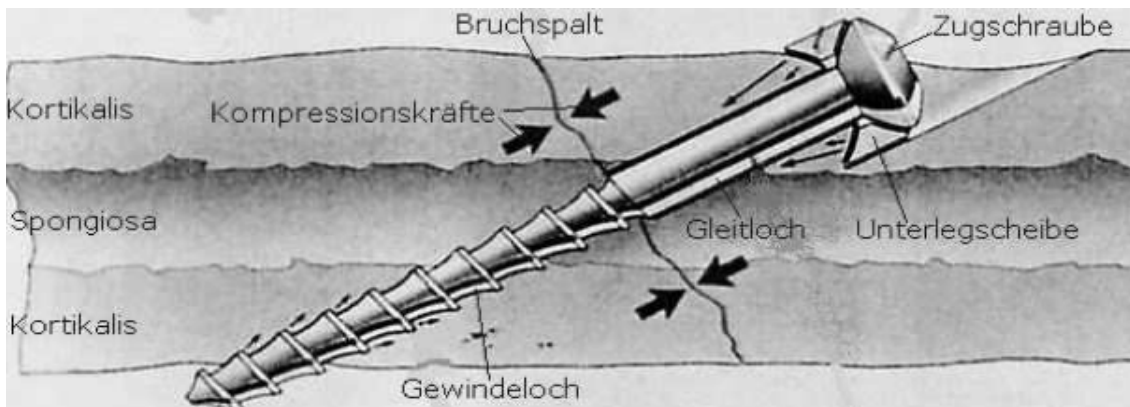 Bruchspalt
Zugschraube
Kortikalis
Kompressionskräfte
Spongiosa
Gleitloch
Unterlegscheibe
Kortikalis
Gewindeloch